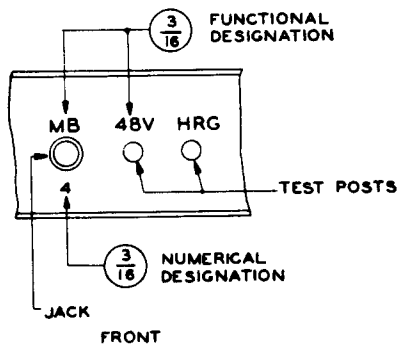 3
16
FUNCTIONAL
DESIGNATION
MB 48V HRG
4
TEST POSTS
3
16
NUMERICAL
DESIGNATION
JACK
FRONT